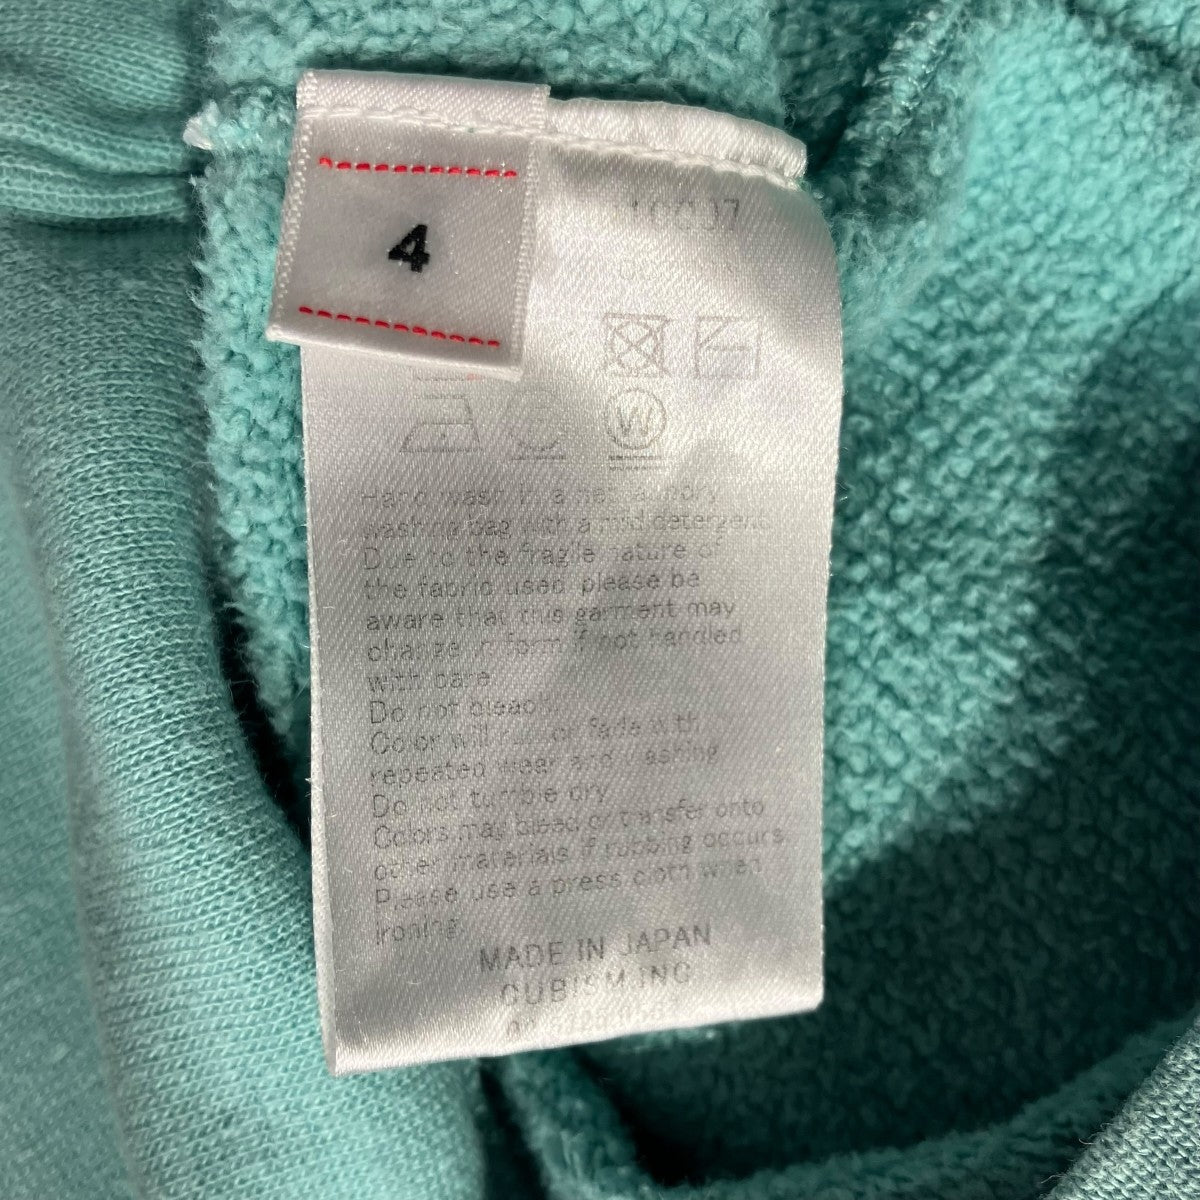 4
W
Hand wash in a net laundry
washing bag with a mild detergent.
Due to the fragile nature of
the fabric used, please be
aware that this garment may
change in form if not handled
with care.
Do not bleach.
Color will fade with
repeated wear and washing
Do not tumble dry
Colors may bleed or transfer onto
other materials if rubbing occurs.
Please use a press cloth when
ironing.
MADE IN JAPAN
CUBISM.INC